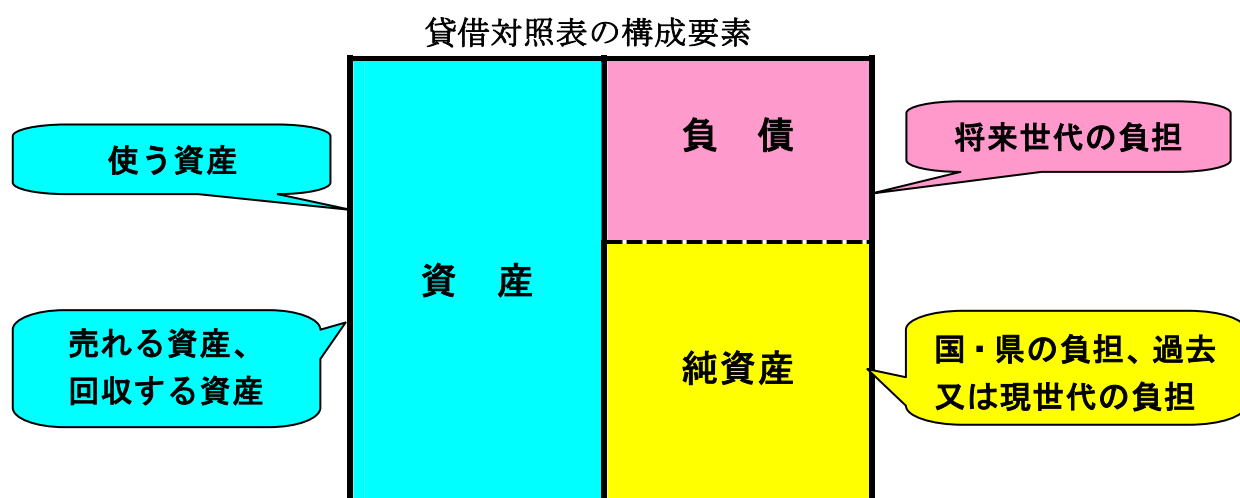 貸借対照表の構成要素
使う資産
売れる資産、
回収する資産
資 産
負 債
純資産
将来世代の負担
国・県の負担、過去
又は現世代の負担